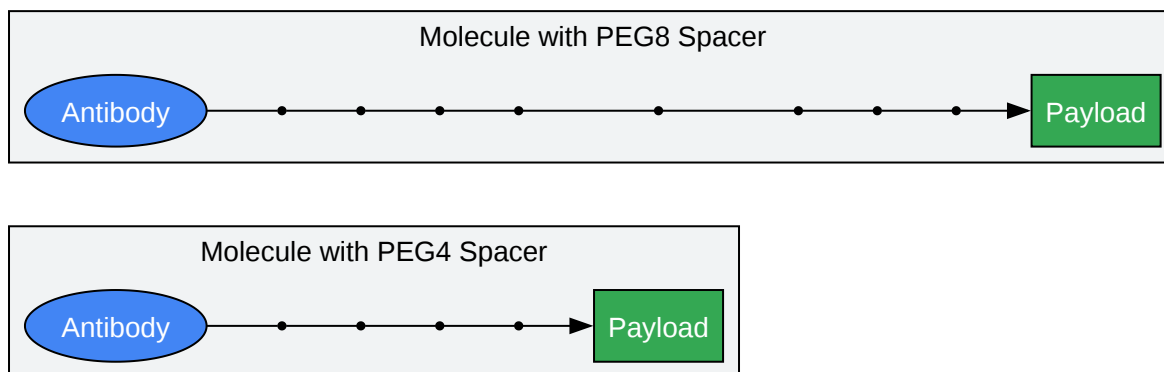 Molecule with PEG8 Spacer
Antibody Payload
Molecule with PEG4 Spacer
Antibody Payload